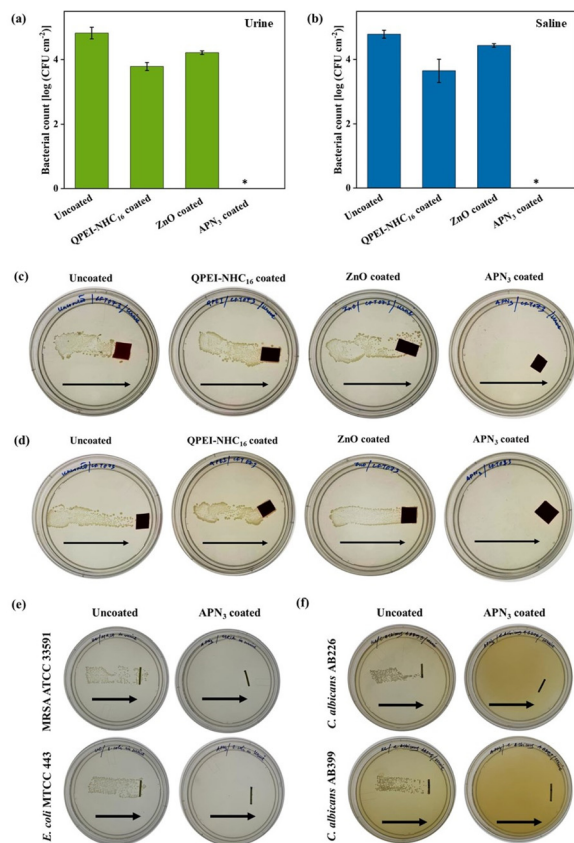 (a)
Urine
Bacterial count [log (CFU cm⁻²)]
4
2
0
Uncoated
QPEI-NHC₁₆ coated
ZnO coated
*
APN₃ coated
(b)
Saline
Bacterial count [log (CFU cm⁻²)]
4
2
0
Uncoated
QPEI-NHC₁₆ coated
ZnO coated
*
APN₃ coated
(c)
Uncoated
QPEI-NHC₁₆ coated
ZnO coated
APN₃ coated
(d)
Uncoated
QPEI-NHC₁₆ coated
ZnO coated
APN₃ coated
(e)
Uncoated
APN₃ coated
MRSA ATCC 33591
E. coli MTCC 443
(f)
Uncoated
APN₃ coated
C. albicans AB226
C. albicans AB399